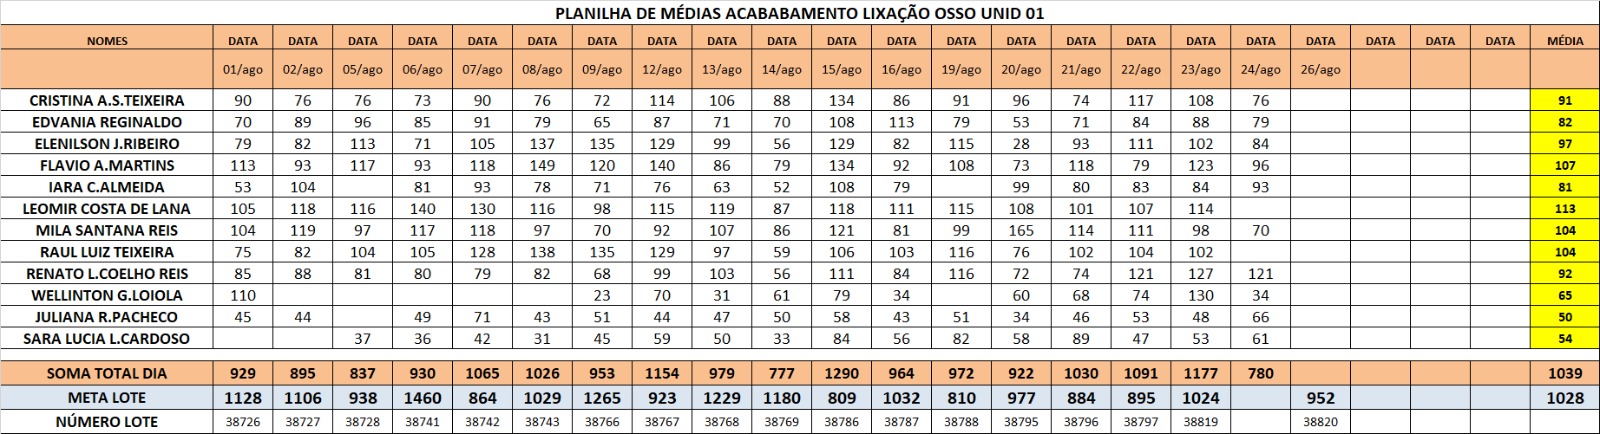 PLANILHA DE MÉDIAS ACABABAMENTO LIXAÇÃO OSSO UNID 01
NOMES DATA DATA DATA DATA DATA DATA DATA DATA DATA DATA DATA DATA DATA DATA DATA DATA DATA DATA DATA DATA DATA DATA MÉDIA
01/ago 02/ago 05/ago 06/ago 07/ago 08/ago 09/ago 12/ago 13/ago 14/ago 15/ago 16/ago 19/ago 20/ago 21/ago 22/ago 23/ago 24/ago 26/ago
CRISTINA A.S.TEIXEIRA 90 76 76 73 90 76 72 114 106 88 134 86 91 96 74 117 108 76 91
EDVANIA REGINALDO 70 89 96 85 91 79 65 87 71 70 108 113 79 53 71 84 88 79 82
ELENILSON J.RIBEIRO 79 82 113 71 105 137 135 129 99 56 129 82 115 28 93 111 102 84 97
FLAVIO A.MARTINS 113 93 117 93 118 149 120 140 86 79 134 92 108 73 118 79 123 96 107
IARA C.ALMEIDA 53 104 81 93 78 71 76 63 52 108 79 99 80 83 84 93 81
LEOMIR COSTA DE LANA 105 118 116 140 130 116 98 115 119 87 118 111 115 108 101 107 114 113
MILA SANTANA REIS 104 119 97 117 118 97 70 92 107 86 121 81 99 165 114 111 98 70 104
RAUL LUIZ TEIXEIRA 75 82 104 105 128 138 135 129 97 59 106 103 116 76 102 104 102 104
RENATO L.COELHO REIS 85 88 81 80 79 82 68 99 103 56 111 84 116 72 74 121 127 121 92
WELLINTON G.LOIOLA 110 23 70 31 61 79 34 60 68 74 130 34 65
JULIANA R.PACHECO 45 44 49 71 43 51 44 47 50 58 43 51 34 46 53 48 66 50
SARA LUCIA L.CARDOSO 37 36 42 31 45 59 50 33 84 56 82 58 89 47 53 61 54
SOMA TOTAL DIA 929 895 837 930 1065 1026 953 1154 979 777 1290 964 972 922 1030 1091 1177 780 1039
META LOTE 1128 1106 938 1460 864 1029 1265 923 1229 1180 809 1032 810 977 884 895 1024 952 1028
NÚMERO LOTE 38726 38727 38728 38741 38742 38743 38766 38767 38768 38769 38786 38787 38788 38795 38796 38797 38819 38820